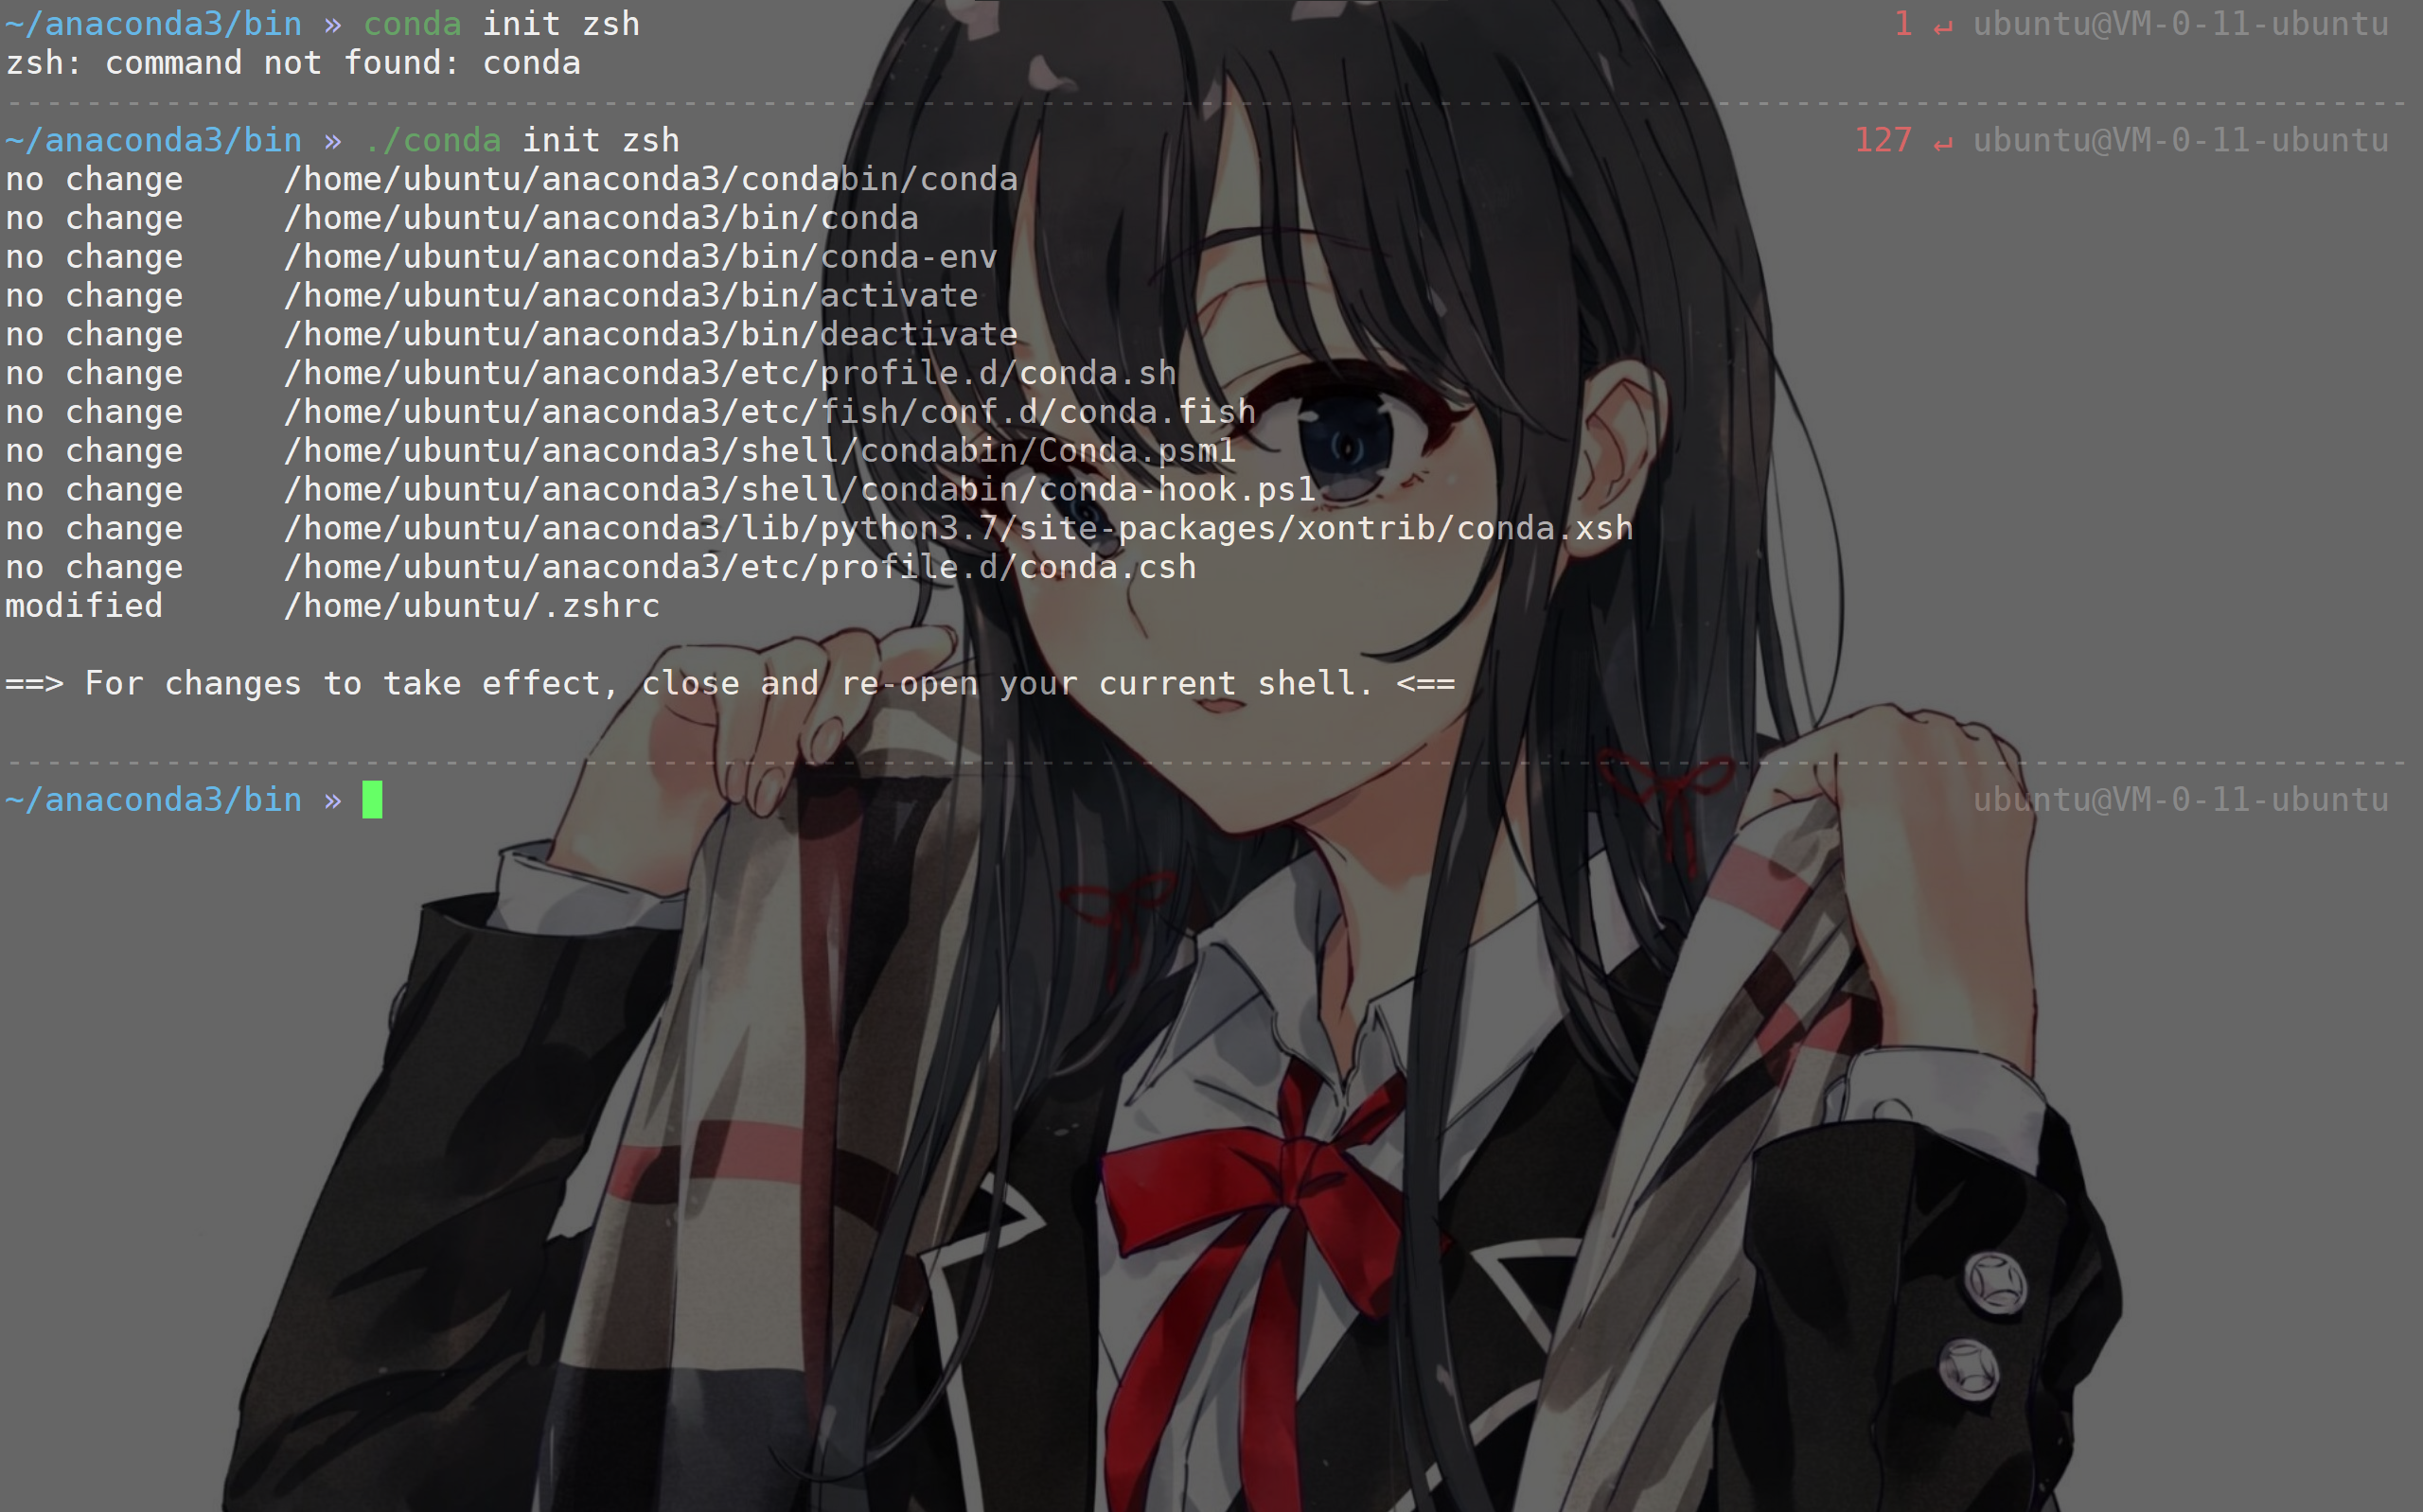 ~/anaconda3/bin » conda init zsh 1 ↵ ubuntu@VM-0-11-ubuntu
zsh: command not found: conda
------------------------------------------------------------------------------------------------------------------------
~/anaconda3/bin » ./conda init zsh 127 ↵ ubuntu@VM-0-11-ubuntu
no change     /home/ubuntu/anaconda3/condabin/conda
no change     /home/ubuntu/anaconda3/bin/conda
no change     /home/ubuntu/anaconda3/bin/conda-env
no change     /home/ubuntu/anaconda3/bin/activate
no change     /home/ubuntu/anaconda3/bin/deactivate
no change     /home/ubuntu/anaconda3/etc/profile.d/conda.sh
no change     /home/ubuntu/anaconda3/etc/fish/conf.d/conda.fish
no change     /home/ubuntu/anaconda3/shell/condabin/Conda.psm1
no change     /home/ubuntu/anaconda3/shell/condabin/conda-hook.ps1
no change     /home/ubuntu/anaconda3/lib/python3.7/site-packages/xontrib/conda.xsh
no change     /home/ubuntu/anaconda3/etc/profile.d/conda.csh
modified      /home/ubuntu/.zshrc
==> For changes to take effect, close and re-open your current shell. <==
------------------------------------------------------------------------------------------------------------------------
~/anaconda3/bin » ubuntu@VM-0-11-ubuntu